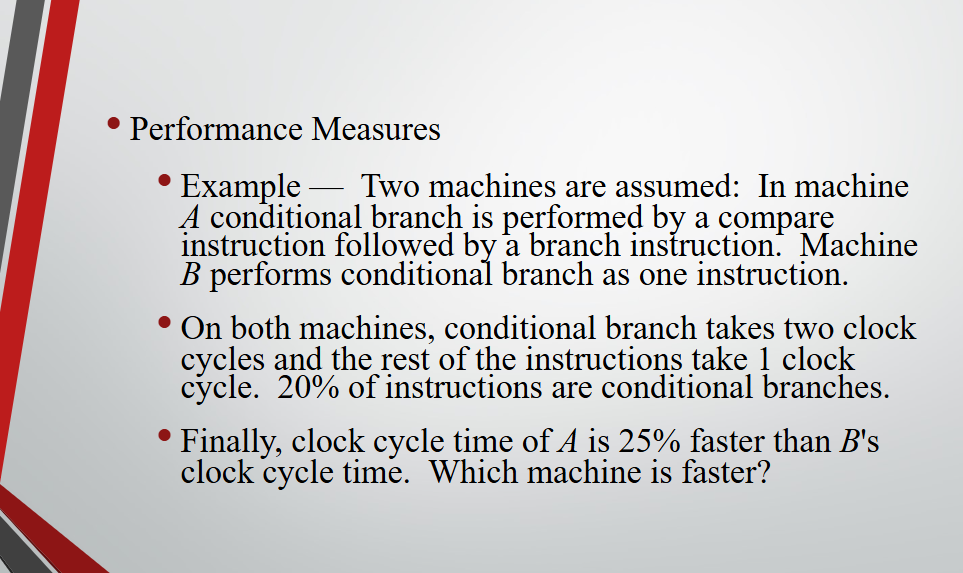 Performance Measures
Example — Two machines are assumed: In machine
A conditional branch is performed by a compare
instruction followed by a branch instruction. Machine
B performs conditional branch as one instruction.
On both machines, conditional branch takes two clock
cycles and the rest of the instructions take 1 clock
cycle. 20% of instructions are conditional branches.
Finally, clock cycle time of A is 25% faster than B's
clock cycle time. Which machine is faster?